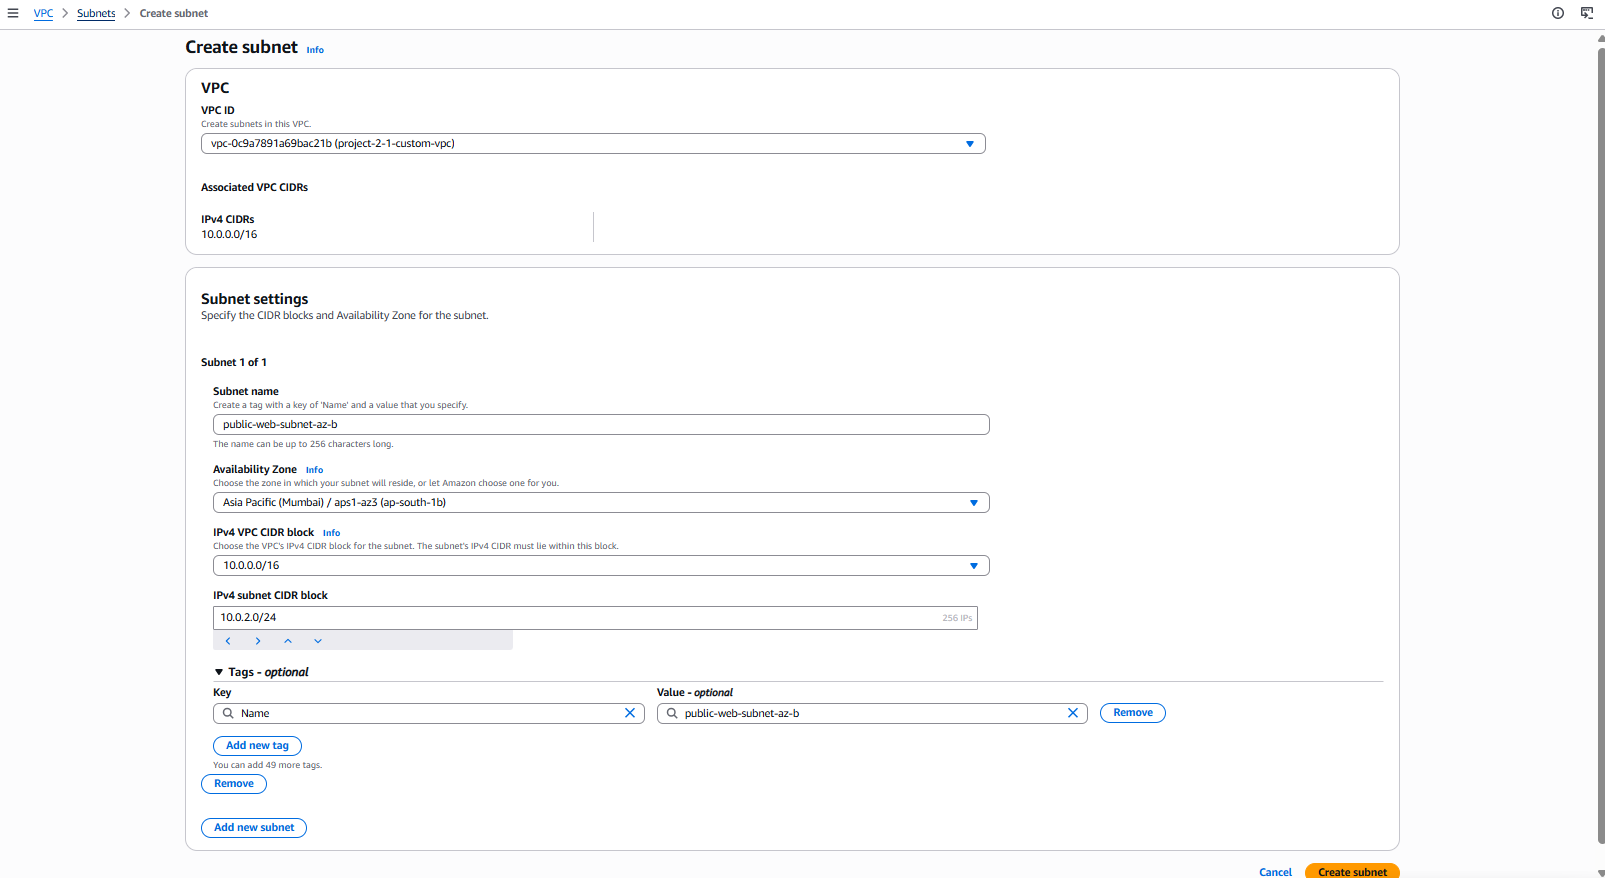 VPC > Subnets > Create subnet
Create subnet Info
VPC
VPC ID
Create subnets in this VPC.
vpc-0c9a7891a69bac21b (project-2-1-custom-vpc)
Associated VPC CIDRs
IPv4 CIDRs
10.0.0.0/16
Subnet settings
Specify the CIDR blocks and Availability Zone for the subnet.
Subnet 1 of 1
Subnet name
Create a tag with a key of 'Name' and a value that you specify.
public-web-subnet-az-b
The name can be up to 256 characters long.
Availability Zone Info
Choose the zone in which your subnet will reside, or let Amazon choose one for you.
Asia Pacific (Mumbai) / aps1-az3 (ap-south-1b)
IPv4 VPC CIDR block Info
Choose the VPC's IPv4 CIDR block for the subnet. The subnet's IPv4 CIDR must lie within this block.
10.0.0.0/16
IPv4 subnet CIDR block
10.0.2.0/24 256 IPs
Tags - optional
Key Value - optional
Name public-web-subnet-az-b Remove
Add new tag
You can add 49 more tags.
Remove
Add new subnet
Cancel Create subnet